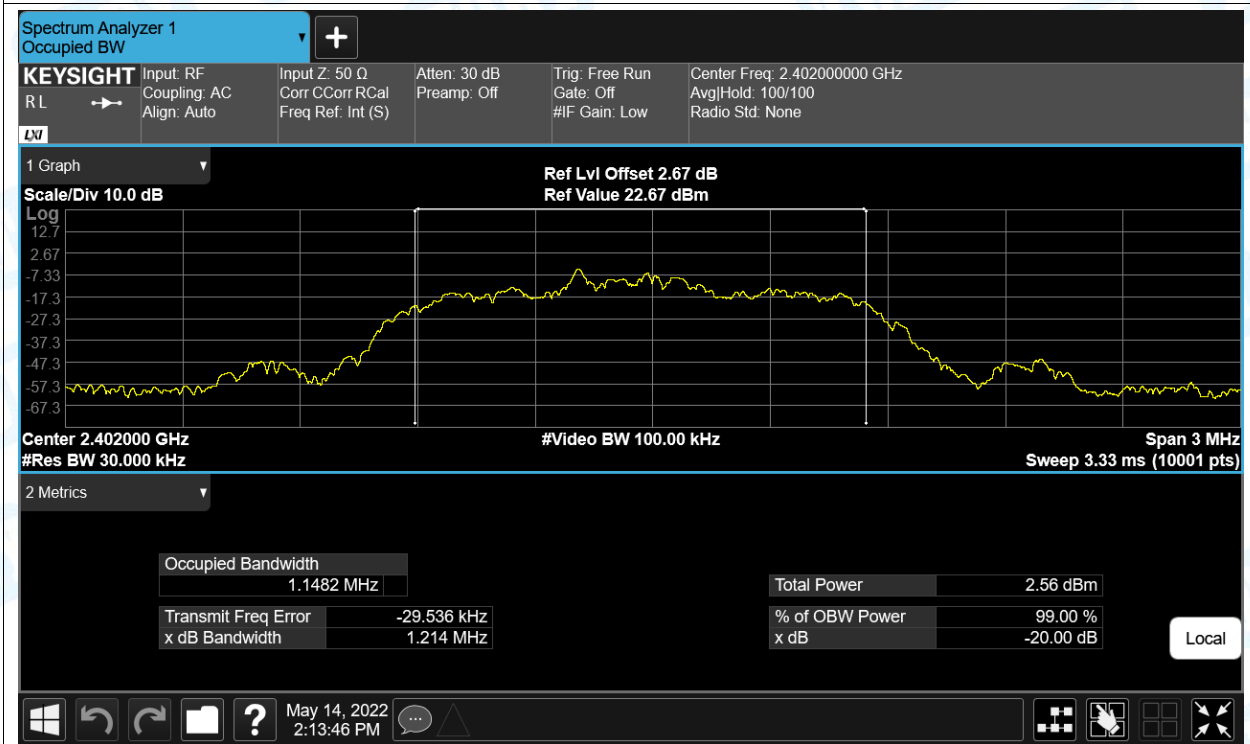 Spectrum Analyzer 1
Occupied BW
KEYSIGHT
R L
LXI
Input: RF
Coupling: AC
Align: Auto
Input Z: 50 Ω
Corr CCorr RCal
Freq Ref: Int (S)
Atten: 30 dB
Preamp: Off
Trig: Free Run
Gate: Off
#IF Gain: Low
Center Freq: 2.402000000 GHz
Avg|Hold: 100/100
Radio Std: None
1 Graph
Scale/Div 10.0 dB
Ref Lvl Offset 2.67 dB
Ref Value 22.67 dBm
Log
12.7
2.67
-7.33
-17.3
-27.3
-37.3
-47.3
-57.3
-67.3
Center 2.402000 GHz
#Video BW 100.00 kHz
Span 3 MHz
#Res BW 30.000 kHz
Sweep 3.33 ms (10001 pts)
2 Metrics
Occupied Bandwidth
1.1482 MHz
Total Power 2.56 dBm
Transmit Freq Error -29.536 kHz
% of OBW Power 99.00 %
x dB Bandwidth 1.214 MHz
x dB -20.00 dB
Local
May 14, 2022
2:13:46 PM